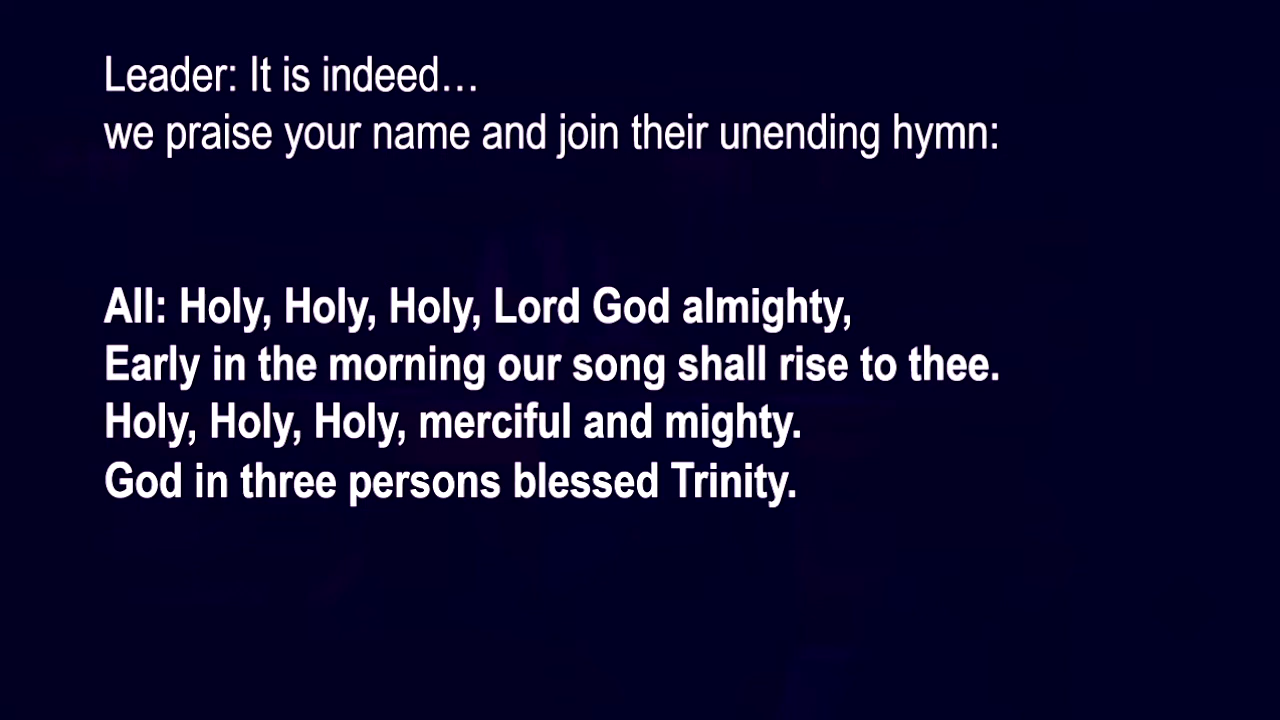 Leader: It is indeed…
we praise your name and join their unending hymn:
All: Holy, Holy, Holy, Lord God almighty,
Early in the morning our song shall rise to thee.
Holy, Holy, Holy, merciful and mighty.
God in three persons blessed Trinity.